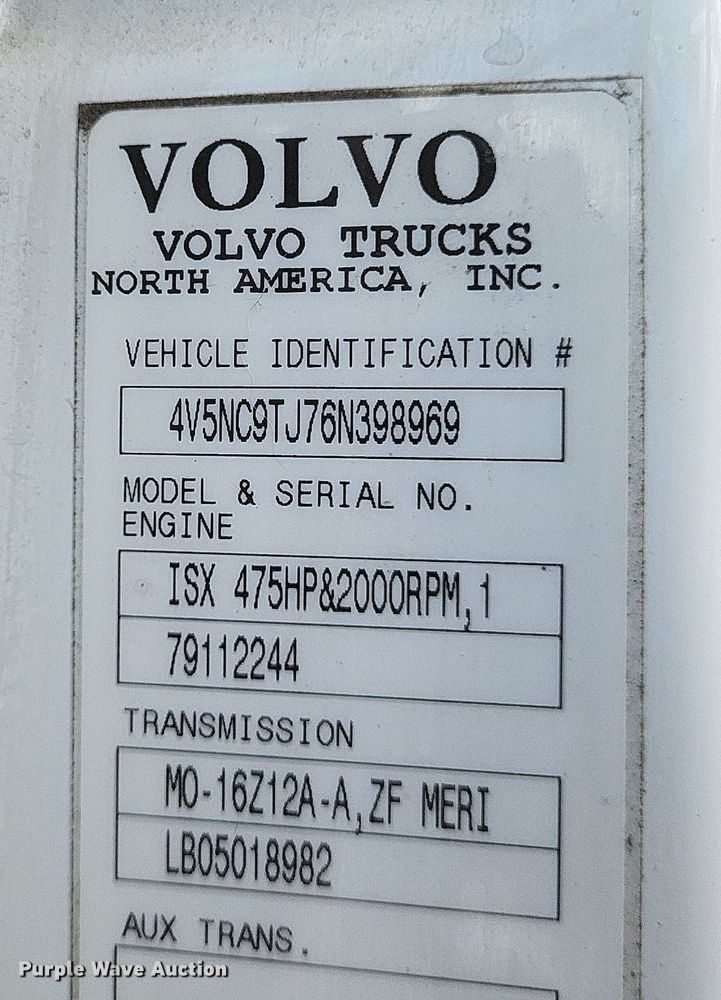 VOLVO
VOLVO TRUCKS
NORTH AMERICA, INC.
VEHICLE IDENTIFICATION #
4V5NC9TJ76N398969
MODEL & SERIAL NO.
ENGINE
ISX 475HP&2000RPM,1
79112244
TRANSMISSION
MO-16Z12A-A,ZF MERI
LB05018982
AUX TRANS.
Purple Wave Auction